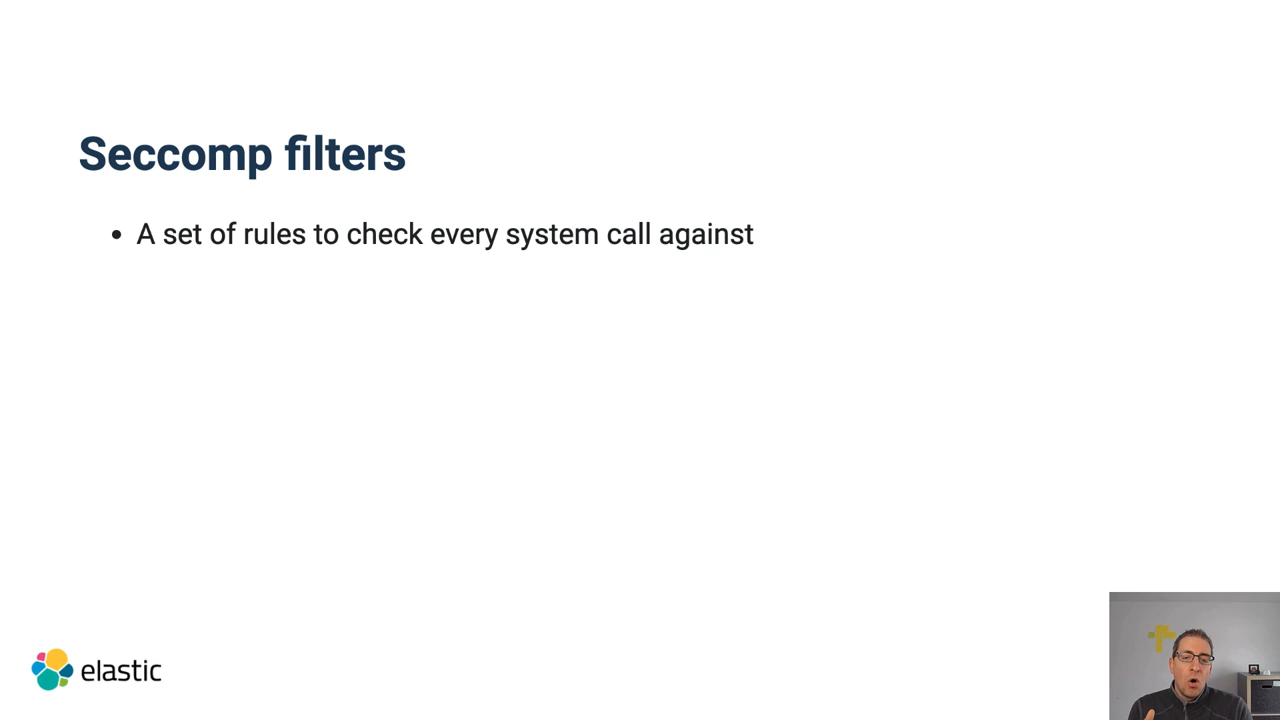 Seccomp filters
• A set of rules to check every system call against
elastic